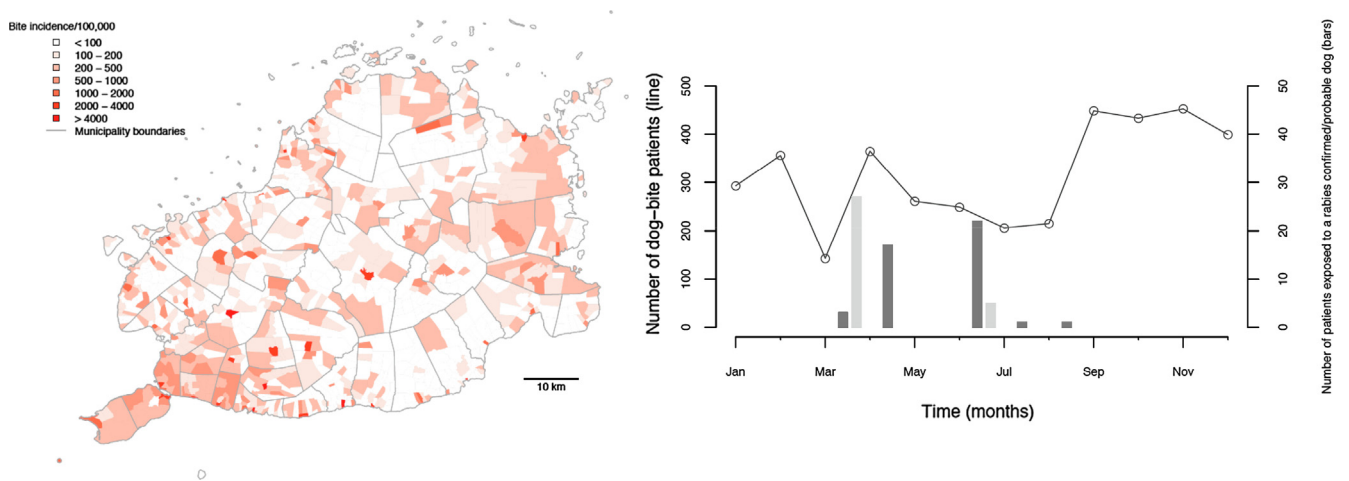 Bite incidence/100,000
< 100
100 – 200
200 – 500
500 – 1000
1000 – 2000
2000 – 4000
> 4000
Municipality boundaries
10 km
Number of dog–bite patients (line)
500
400
300
200
100
0
Jan
Mar
May
Jul
Sep
Nov
Time (months)
50
40
30
20
10
0
Number of patients exposed to a rabies confirmed/probable dog (bars)